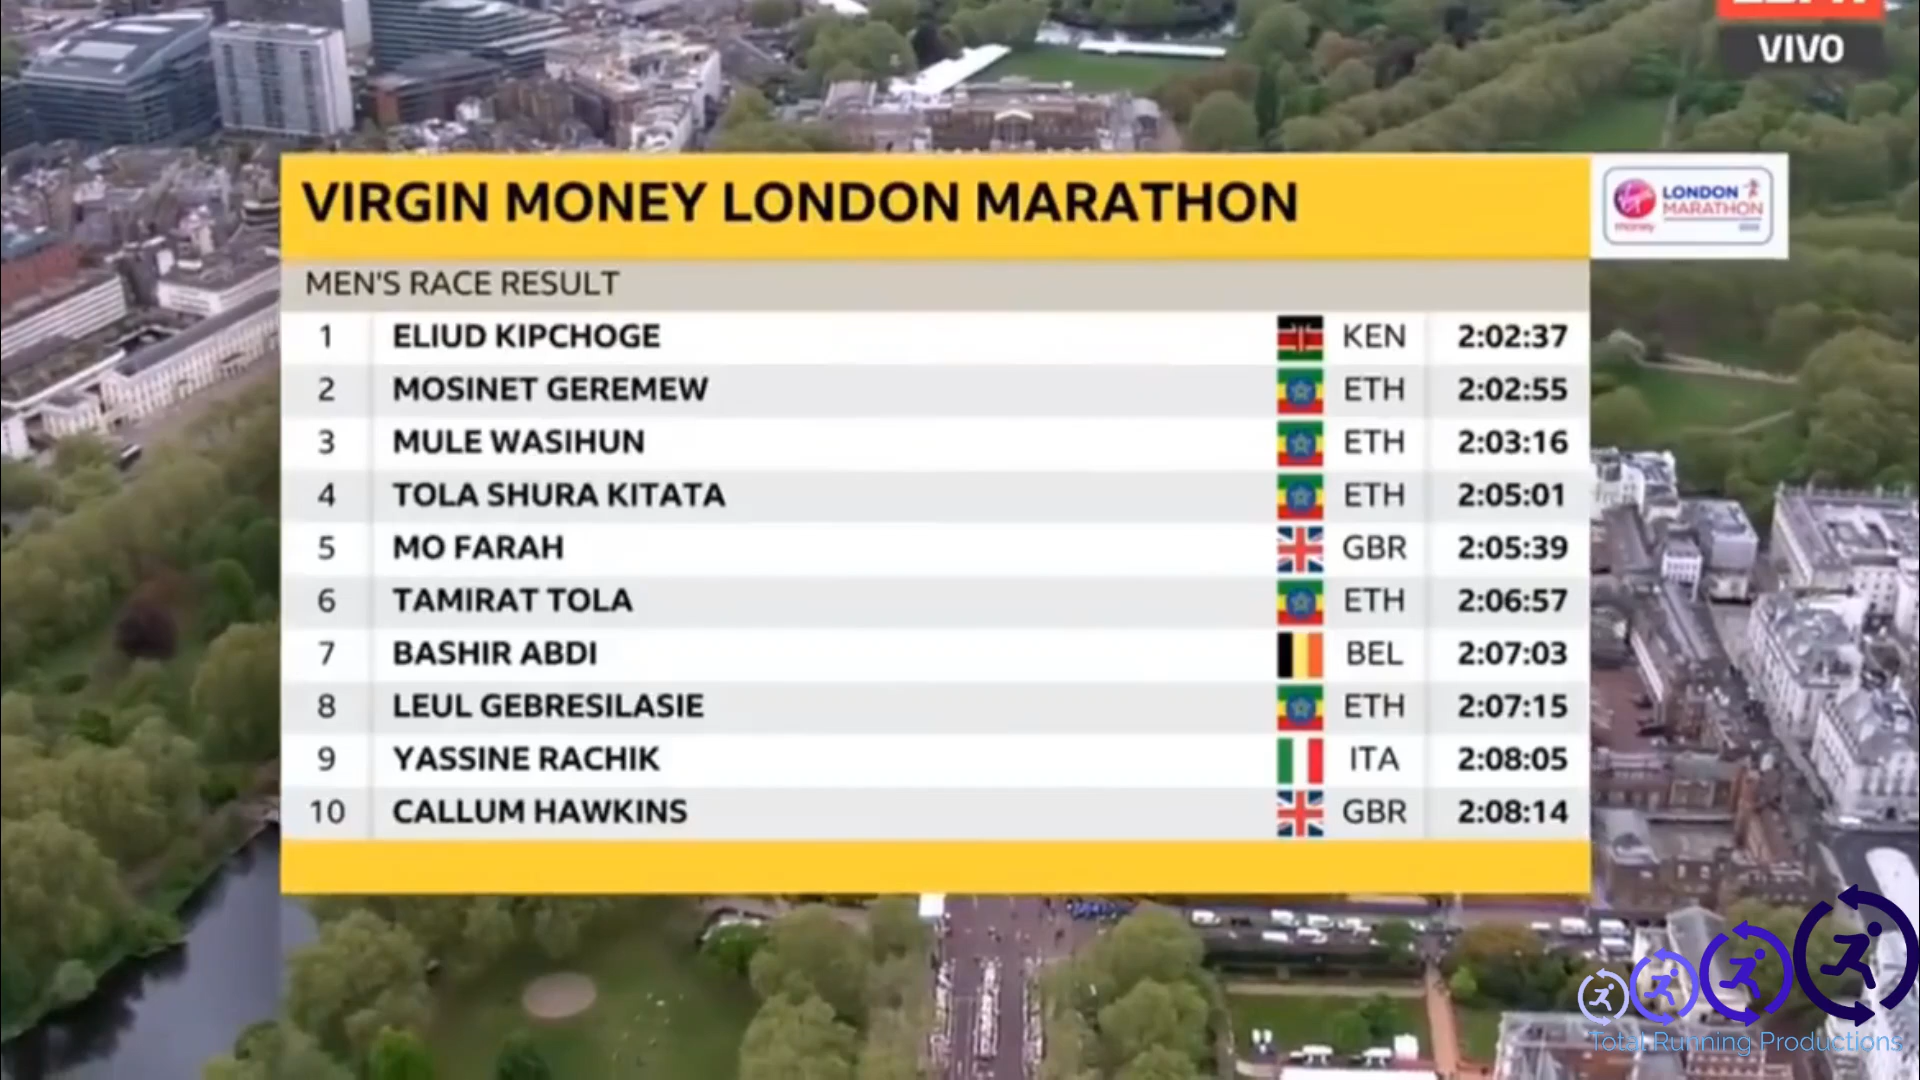 VIVO
VIRGIN MONEY LONDON MARATHON
LONDON
MARATHON
money
MEN'S RACE RESULT
1 ELIUD KIPCHOGE KEN 2:02:37
2 MOSINET GEREMEW ETH 2:02:55
3 MULE WASIHUN ETH 2:03:16
4 TOLA SHURA KITATA ETH 2:05:01
5 MO FARAH GBR 2:05:39
6 TAMIRAT TOLA ETH 2:06:57
7 BASHIR ABDI BEL 2:07:03
8 LEUL GEBRESILASIE ETH 2:07:15
9 YASSINE RACHIK ITA 2:08:05
10 CALLUM HAWKINS GBR 2:08:14
Total Running Productions